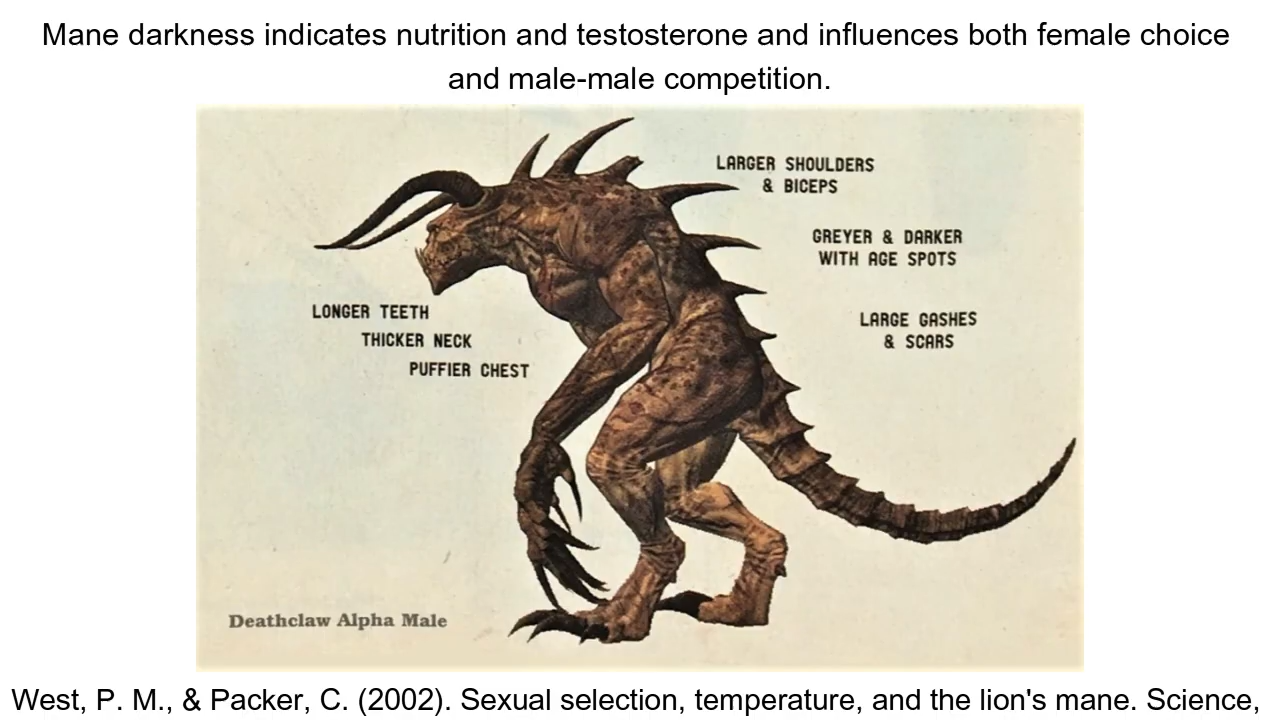 Mane darkness indicates nutrition and testosterone and influences both female choice
and male-male competition.
LARGER SHOULDERS
& BICEPS
GREYER & DARKER
WITH AGE SPOTS
LARGE GASHES
& SCARS
LONGER TEETH
THICKER NECK
PUFFIER CHEST
Deathclaw Alpha Male
West, P. M., & Packer, C. (2002). Sexual selection, temperature, and the lion's mane. Science,